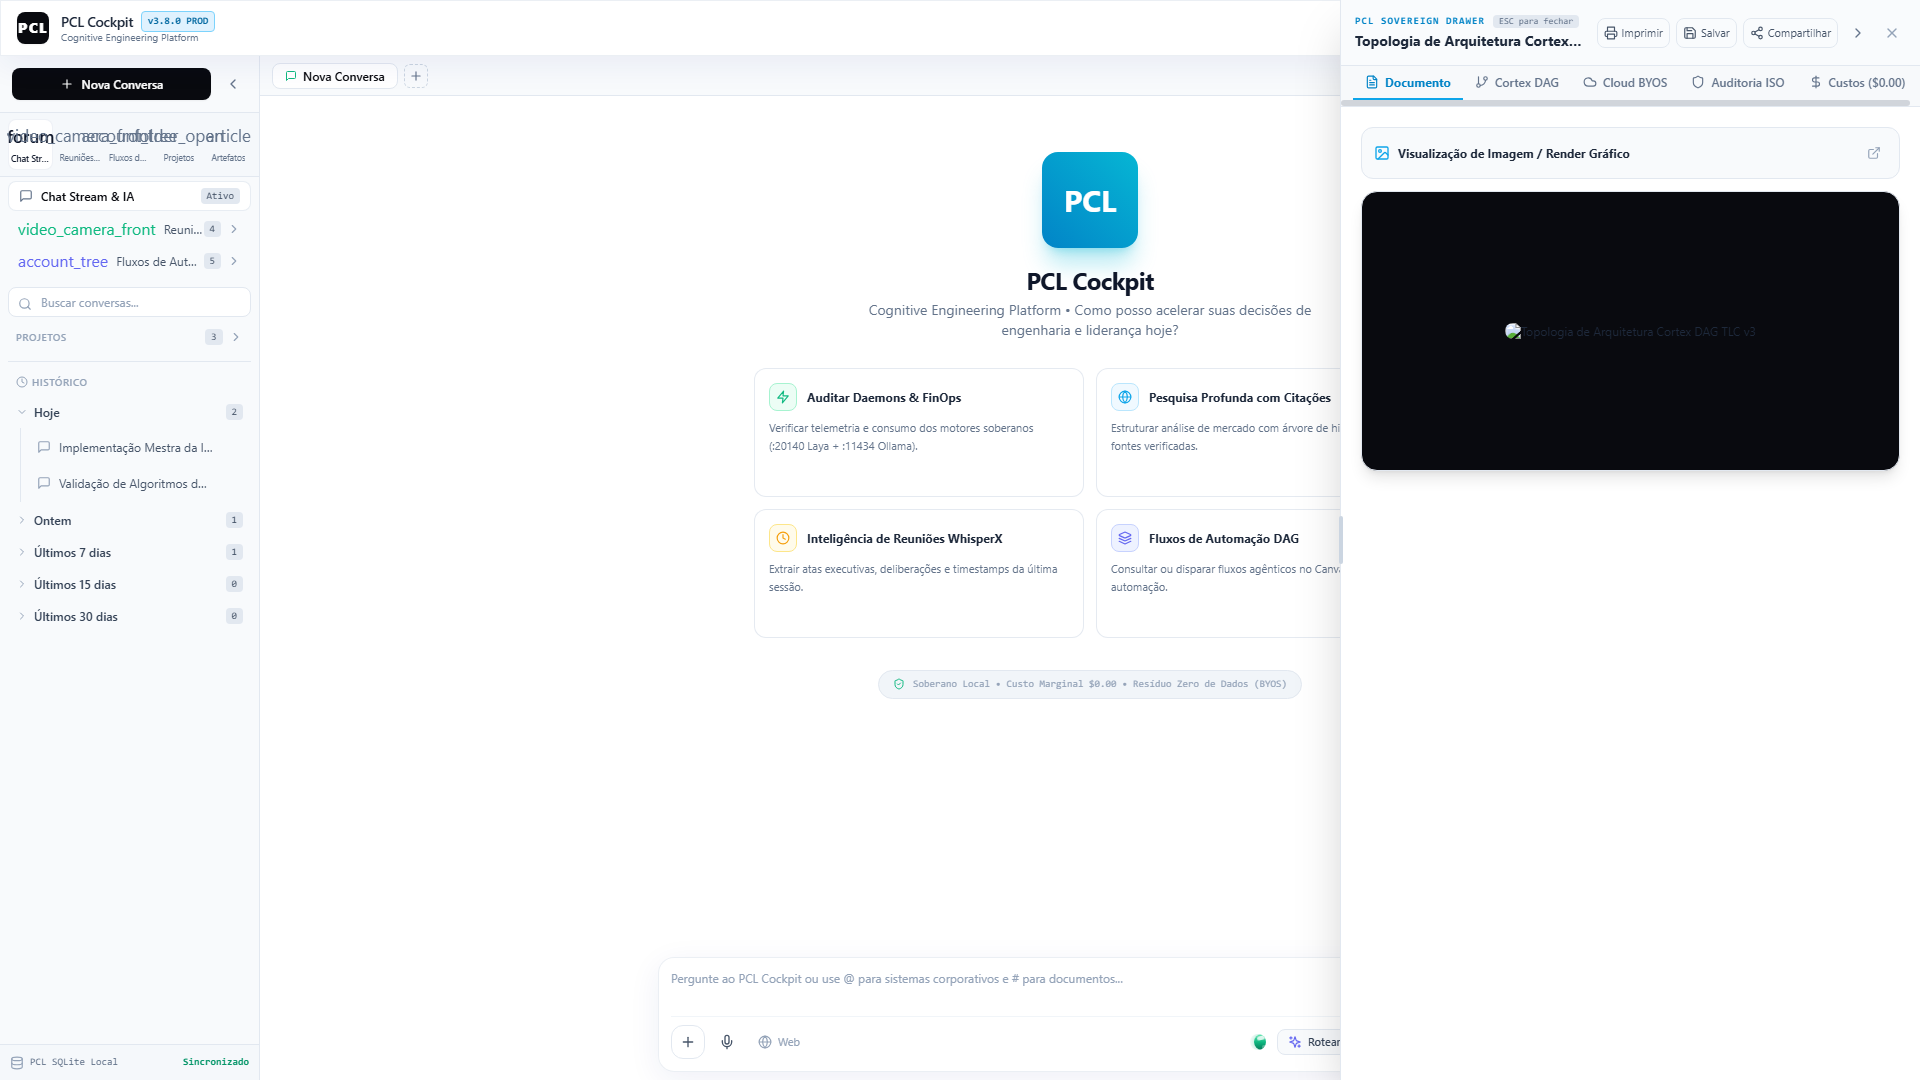 PCL
PCL Cockpit
v3.8.0 PROD
Cognitive Engineering Platform
Nova Conversa
forum
video_camera_front
account_tree
folder_open
article
Chat Str...
Reuniões...
Fluxos d...
Projetos
Artefatos
Chat Stream & IA
Ativo
video_camera_front
Reuni...
4
account_tree
Fluxos de Aut...
5
Buscar conversas...
PROJETOS
3
HISTÓRICO
Hoje
2
Implementação Mestra da I...
Validação de Algoritmos d...
Ontem
1
Últimos 7 dias
1
Últimos 15 dias
0
Últimos 30 dias
0
PCL SQLite Local
Sincronizado
Nova Conversa
PCL
PCL Cockpit
Cognitive Engineering Platform • Como posso acelerar suas decisões de
engenharia e liderança hoje?
Auditar Daemons & FinOps
Verificar telemetria e consumo dos motores soberanos
(:20140 Laya + :11434 Ollama).
Pesquisa Profunda com Citações
Estruturar análise de mercado com árvore de hi
fontes verificadas.
Inteligência de Reuniões WhisperX
Extrair atas executivas, deliberações e timestamps da última
sessão.
Fluxos de Automação DAG
Consultar ou disparar fluxos agênticos no Canva
automação.
Soberano Local • Custo Marginal $0.00 • Resíduo Zero de Dados (BYOS)
Pergunte ao PCL Cockpit ou use @ para sistemas corporativos e # para documentos...
Web
Rotear
PCL SOVEREIGN DRAWER
ESC para fechar
Topologia de Arquitetura Cortex...
Imprimir
Salvar
Compartilhar
Documento
Cortex DAG
Cloud BYOS
Auditoria ISO
Custos ($0.00)
Visualização de Imagem / Render Gráfico
Topologia de Arquitetura Cortex DAG TLC v3